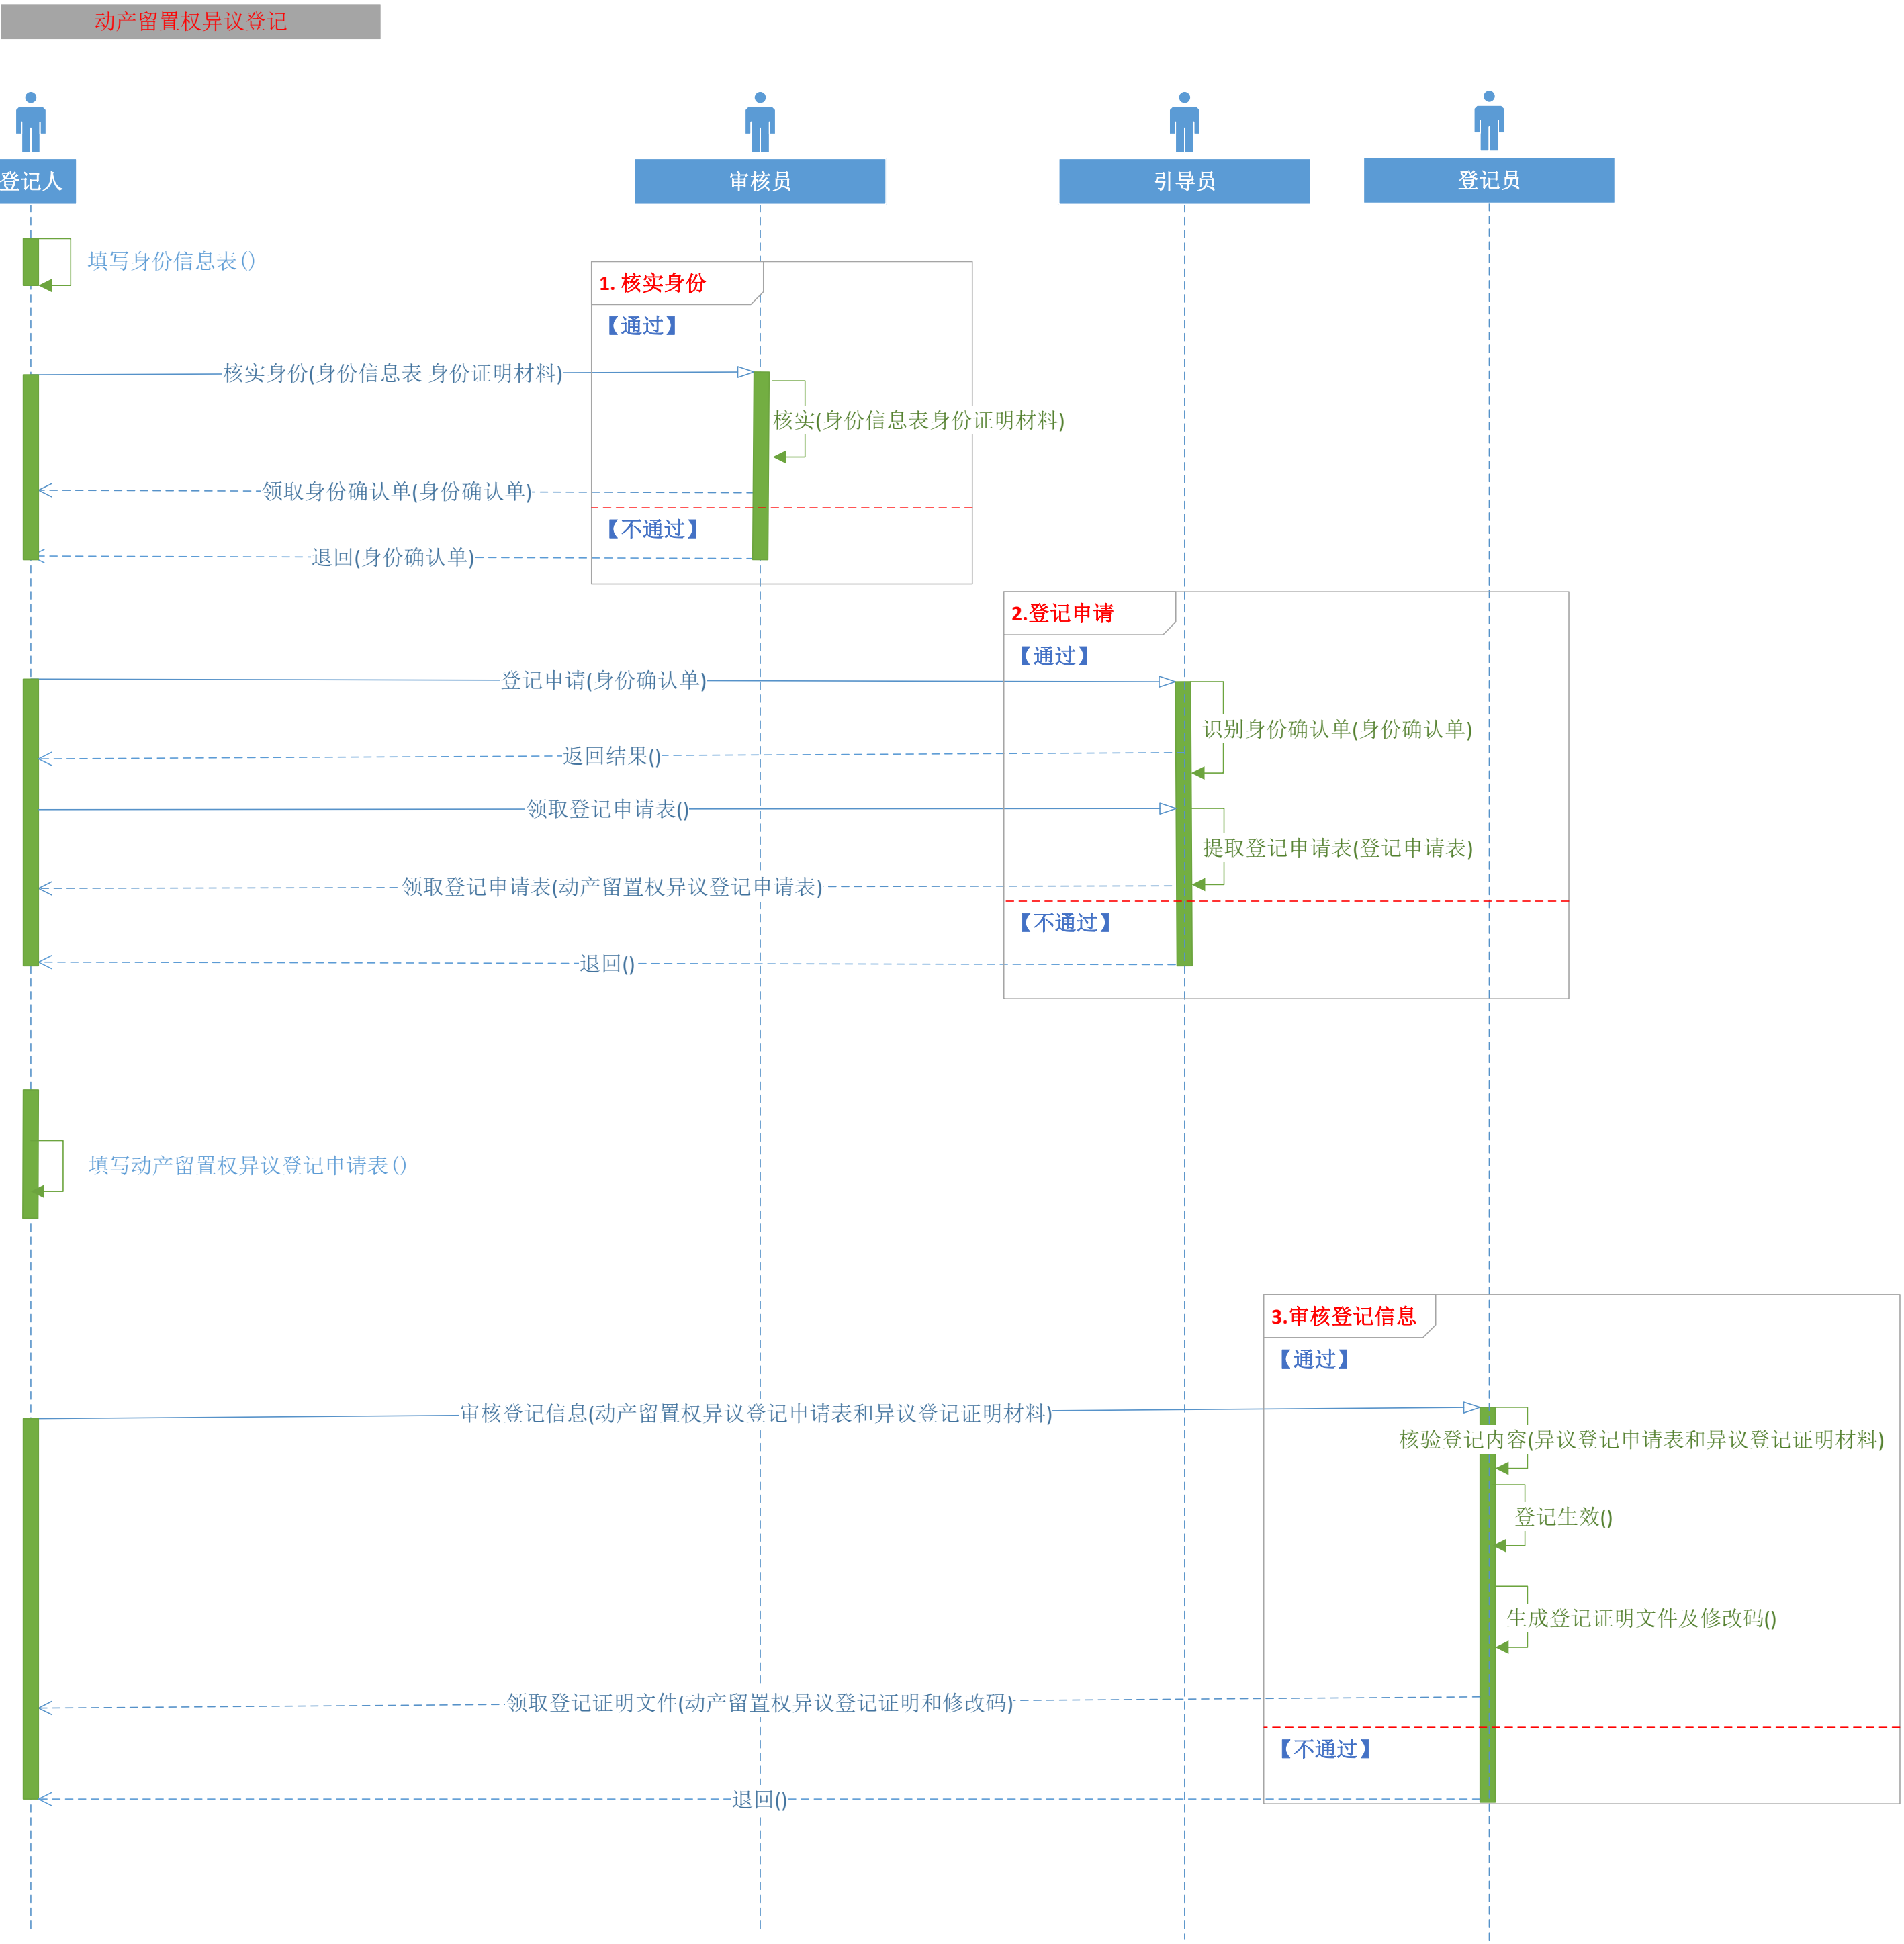 动产留置权异议登记
登记人
审核员
引导员
登记员
填写身份信息表()
1. 核实身份
【通过】
核实身份(身份信息表 身份证明材料)
核实(身份信息表身份证明材料)
领取身份确认单(身份确认单)
【不通过】
退回(身份确认单)
2.登记申请
【通过】
登记申请(身份确认单)
识别身份确认单(身份确认单)
返回结果()
领取登记申请表()
提取登记申请表(登记申请表)
领取登记申请表(动产留置权异议登记申请表)
【不通过】
退回()
填写动产留置权异议登记申请表()
3.审核登记信息
【通过】
审核登记信息(动产留置权异议登记申请表和异议登记证明材料)
核验登记内容(异议登记申请表和异议登记证明材料)
登记生效()
生成登记证明文件及修改码()
领取登记证明文件(动产留置权异议登记证明和修改码)
【不通过】
退回()